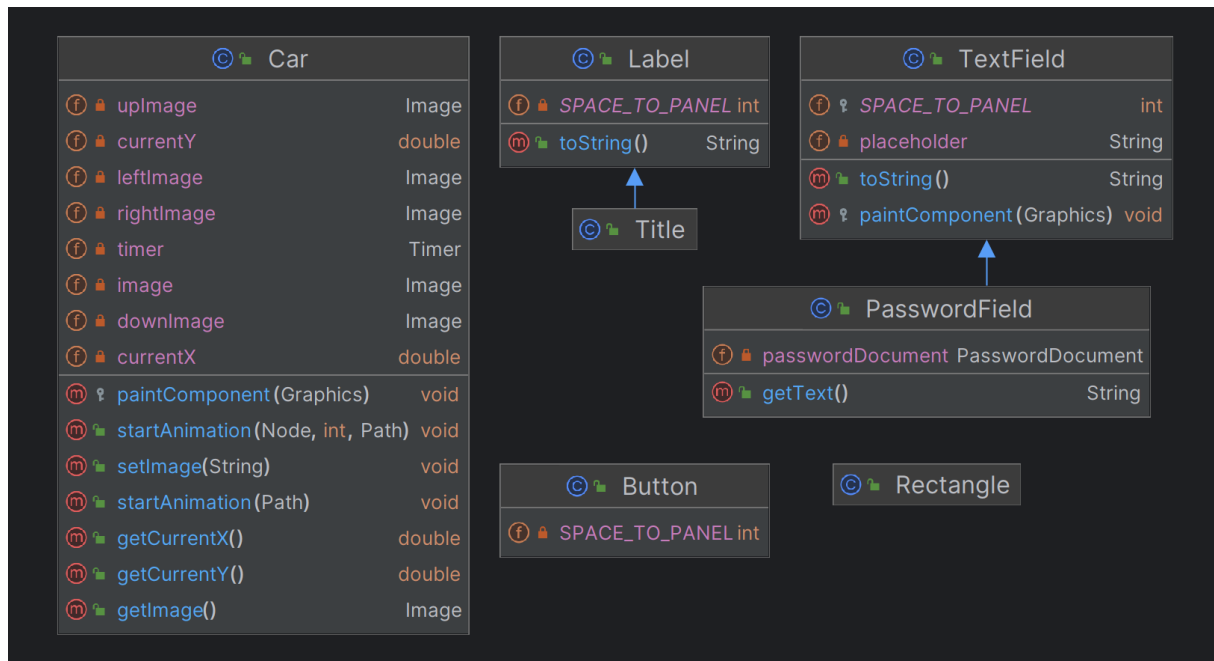 Car
upImage Image
currentY double
leftImage Image
rightImage Image
timer Timer
image Image
downImage Image
currentX double
paintComponent(Graphics) void
startAnimation(Node, int, Path) void
setImage(String) void
startAnimation(Path) void
getCurrentX() double
getCurrentY() double
getImage() Image
Label
SPACE_TO_PANEL int
toString() String
Title
TextField
SPACE_TO_PANEL int
placeholder String
toString() String
paintComponent(Graphics) void
PasswordField
passwordDocument PasswordDocument
getText() String
Button
SPACE_TO_PANEL int
Rectangle